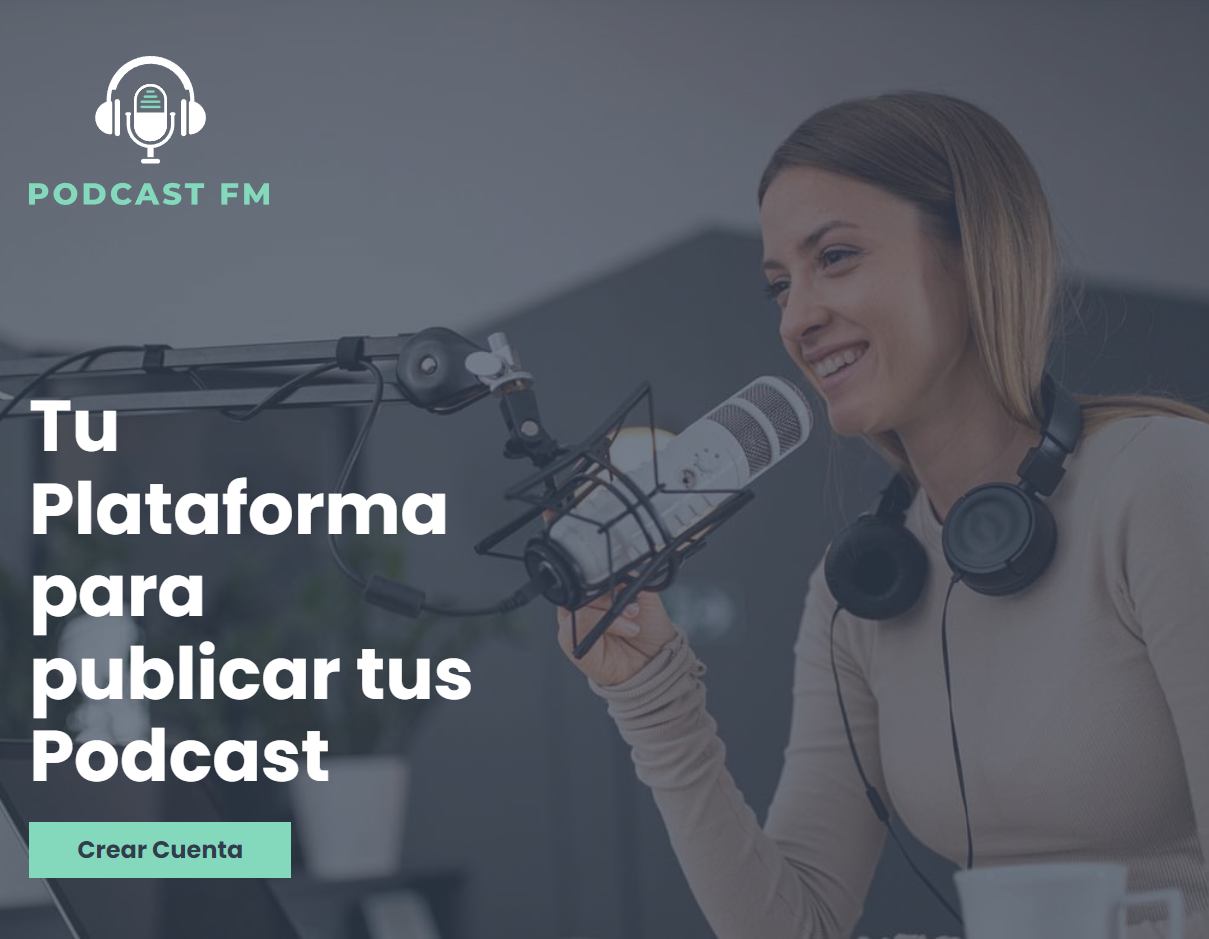 PODCAST FM
Tu
Plataforma
para
publicar tus
Podcast
Crear Cuenta